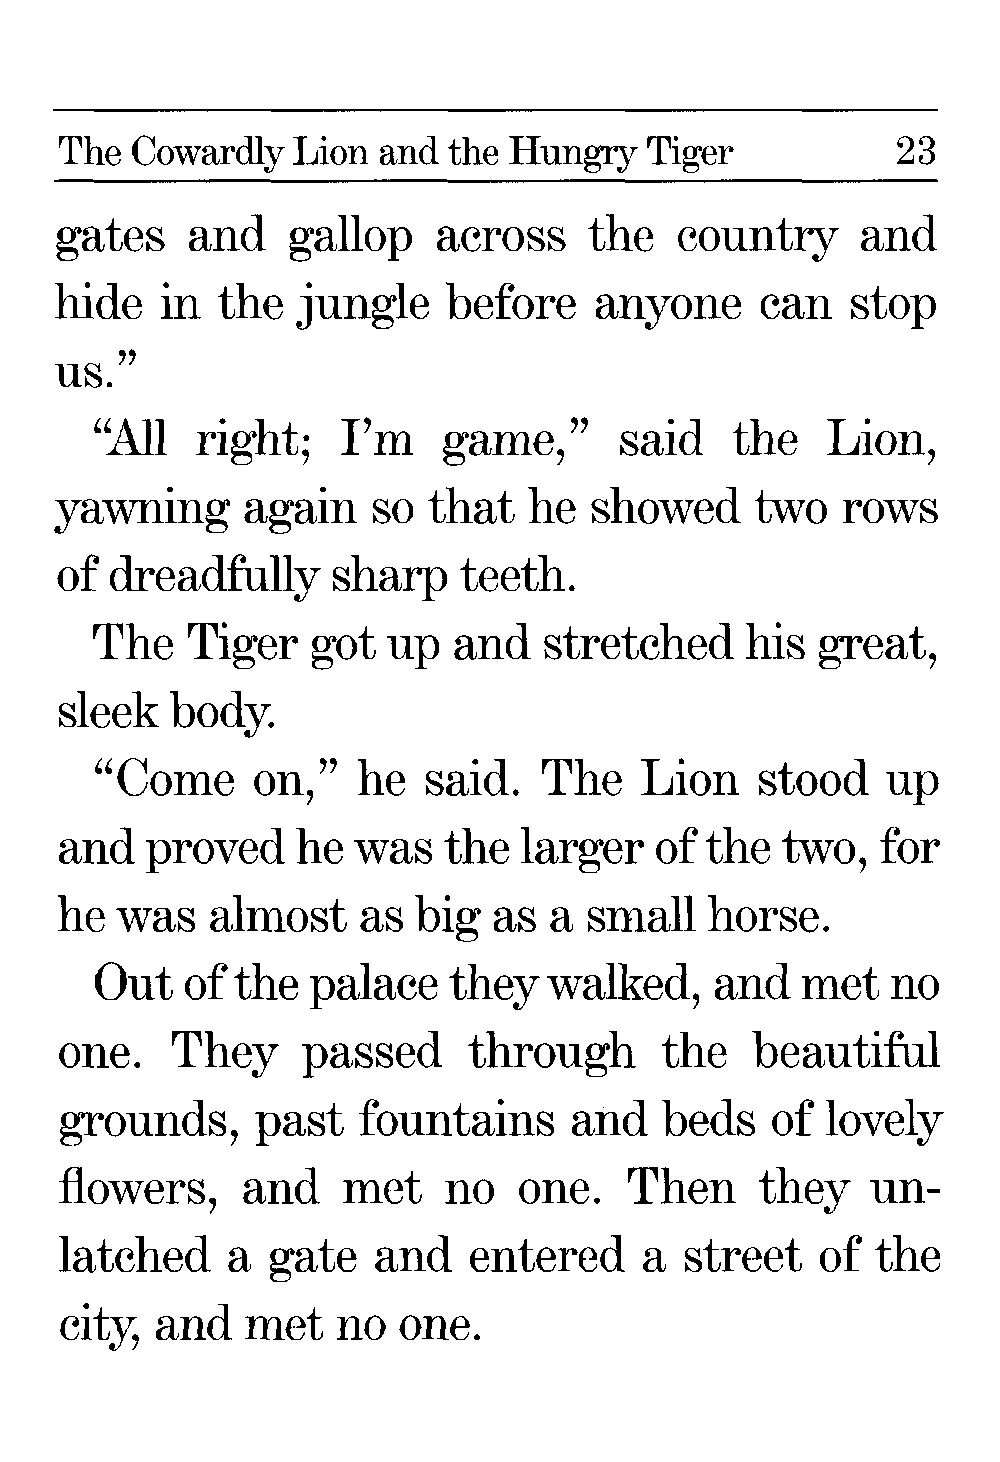 The Cowardly Lion and the Hungry Tiger 23
gates and gallop across the country and
hide in the jungle before anyone can stop
us.”
“All right; I’m game,” said the Lion,
yawning again so that he showed two rows
of dreadfully sharp teeth.
The Tiger got up and stretched his great,
sleek body.
“Come on,” he said. The Lion stood up
and proved he was the larger of the two, for
he was almost as big as a small horse.
Out of the palace they walked, and met no
one. They passed through the beautiful
grounds, past fountains and beds of lovely
flowers, and met no one. Then they un-
latched a gate and entered a street of the
city, and met no one.